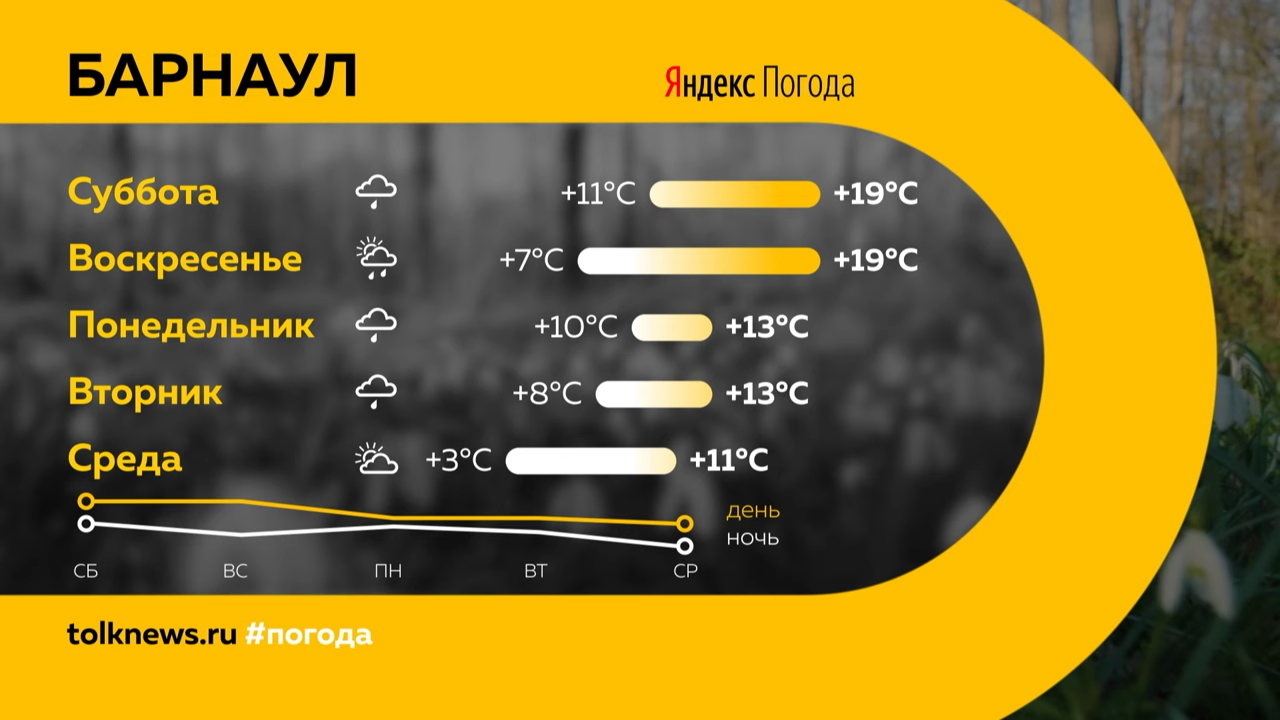 БАРНАУЛ
Яндекс Погода
Суббота +11°C +19°C
Воскресенье +7°C +19°C
Понедельник +10°C +13°C
Вторник +8°C +13°C
Среда +3°C +11°C
день
ночь
СБ ВС ПН ВТ СР
tolknews.ru #погода